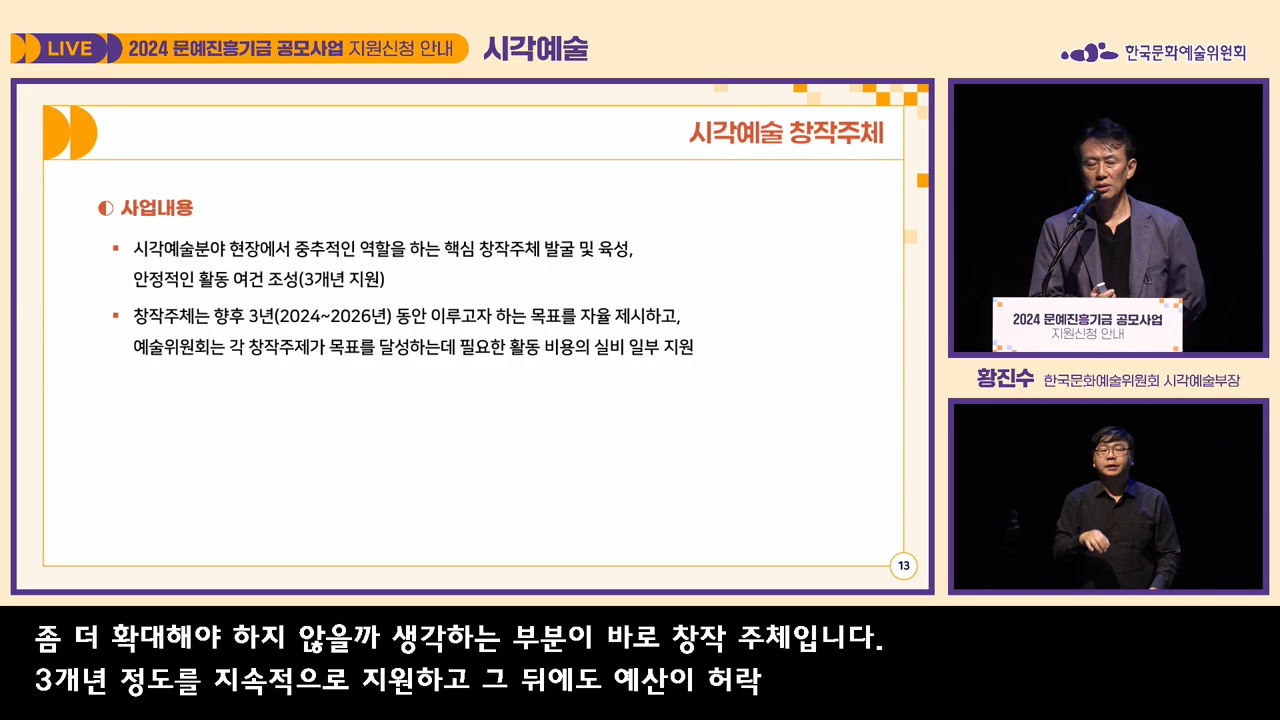 LIVE 2024 문예진흥기금 공모사업 지원신청 안내 시각예술
한국문화예술위원회
시각예술 창작주체
사업내용
시각예술분야 현장에서 중추적인 역할을 하는 핵심 창작주체 발굴 및 육성,
안정적인 활동 여건 조성(3개년 지원)
창작주체는 향후 3년(2024~2026년) 동안 이루고자 하는 목표를 자율 제시하고,
예술위원회는 각 창작주제가 목표를 달성하는데 필요한 활동 비용의 실비 일부 지원
13
2024 문예진흥기금 공모사업
지원신청 안내
황진수 한국문화예술위원회 시각예술부장
좀 더 확대해야 하지 않을까 생각하는 부분이 바로 창작 주체입니다.
3개년 정도를 지속적으로 지원하고 그 뒤에도 예산이 허락